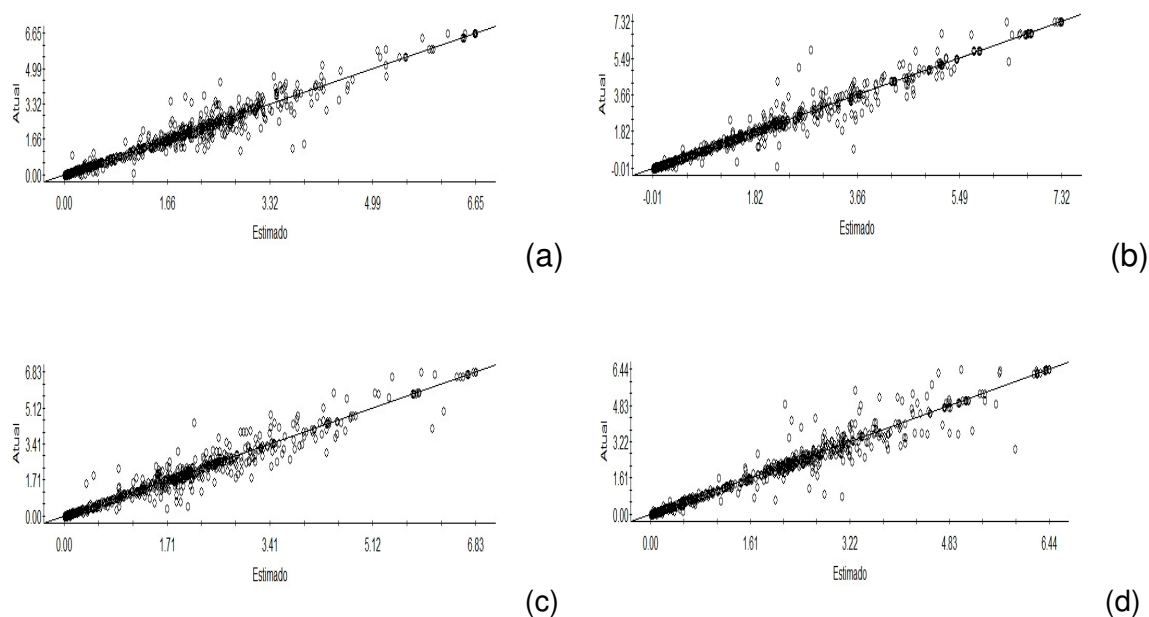 6.65
4.99
3.32
1.66
0.00
Atual
0.00 1.66 3.32 4.99 6.65
Estimado
(a)
7.32
5.49
3.66
1.82
-0.01
Atual
-0.01 1.82 3.66 5.49 7.32
Estimado
(b)
6.83
5.12
3.41
1.71
0.00
Atual
0.00 1.71 3.41 5.12 6.83
Estimado
(c)
6.44
4.83
3.22
1.61
0.00
Atual
0.00 1.61 3.22 4.83 6.44
Estimado
(d)